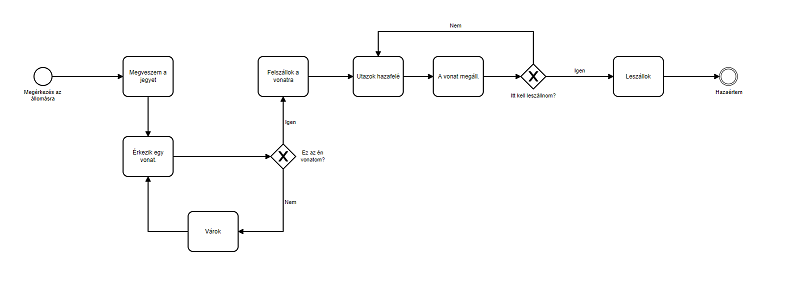 Nem
Megveszem a
jegyet
Felszállok a
vonatra
Utazok hazafelé
A vonat megáll.
Igen
Leszállok
Megérkezés az
állomásra
Itt kell leszállnom?
Hazaértem
Igen
Érkezik egy
vonat.
Ez az én
vonatom?
Nem
Várok